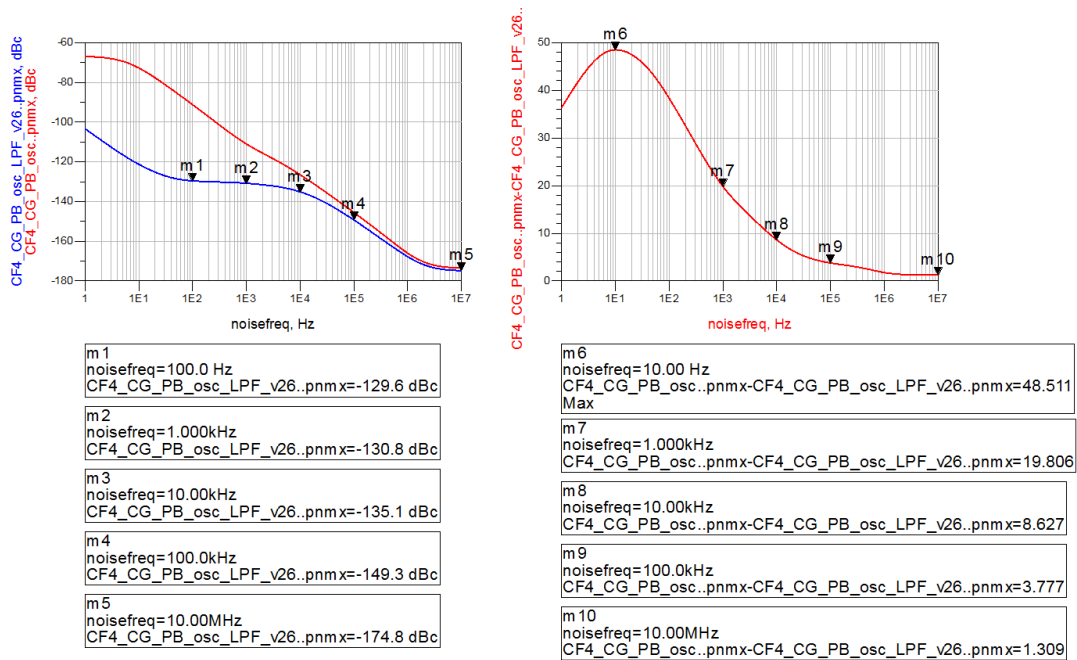 CF4_CG_PB_osc_LPF_v26..pnmx, dBc
CF4_CG_PB_osc..pnmx, dBc
-60
-80
-100
-120
-140
-160
-180
m1
m2
m3
m4
m5
1
1E1
1E2
1E3
1E4
1E5
1E6
1E7
noisefreq, Hz
m1
noisefreq=100.0 Hz
CF4_CG_PB_osc_LPF_v26..pnmx=-129.6 dBc
m2
noisefreq=1.000kHz
CF4_CG_PB_osc_LPF_v26..pnmx=-130.8 dBc
m3
noisefreq=10.00kHz
CF4_CG_PB_osc_LPF_v26..pnmx=-135.1 dBc
m4
noisefreq=100.0kHz
CF4_CG_PB_osc_LPF_v26..pnmx=-149.3 dBc
m5
noisefreq=10.00MHz
CF4_CG_PB_osc_LPF_v26..pnmx=-174.8 dBc
CF4_CG_PB_osc..pnmx-CF4_CG_PB_osc_LPF_v26..
50
40
30
20
10
0
m6
m7
m8
m9
m10
1
1E1
1E2
1E3
1E4
1E5
1E6
1E7
noisefreq, Hz
m6
noisefreq=10.00 Hz
CF4_CG_PB_osc..pnmx-CF4_CG_PB_osc_LPF_v26..pnmx=48.511
Max
m7
noisefreq=1.000kHz
CF4_CG_PB_osc..pnmx-CF4_CG_PB_osc_LPF_v26..pnmx=19.806
m8
noisefreq=10.00kHz
CF4_CG_PB_osc..pnmx-CF4_CG_PB_osc_LPF_v26..pnmx=8.627
m9
noisefreq=100.0kHz
CF4_CG_PB_osc..pnmx-CF4_CG_PB_osc_LPF_v26..pnmx=3.777
m10
noisefreq=10.00MHz
CF4_CG_PB_osc..pnmx-CF4_CG_PB_osc_LPF_v26..pnmx=1.309